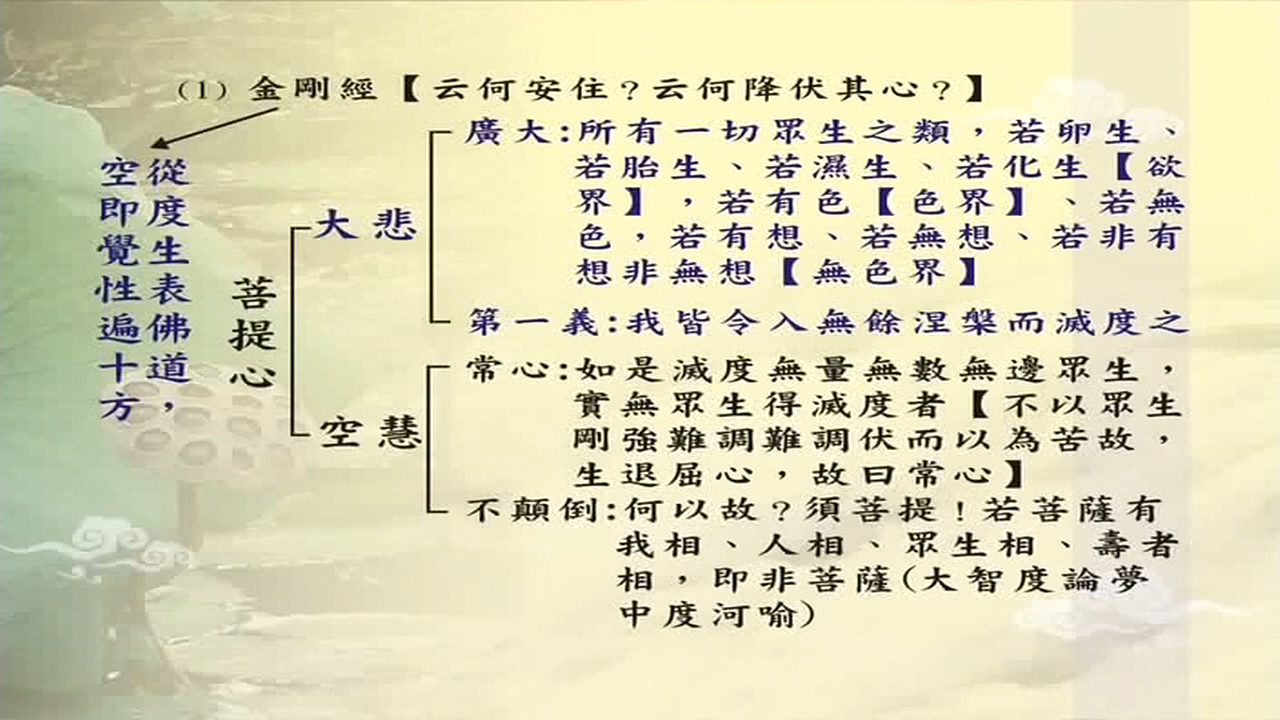 (1) 金剛經【云何安住？云何降伏其心？】
從度生表佛道，
空即覺性遍十方
菩提心
大悲
廣大：所有一切眾生之類，若卵生、
若胎生、若濕生、若化生【欲
界】，若有色【色界】、若無
色，若有想、若無想、若非有
想非無想【無色界】
第一義：我皆令入無餘涅槃而滅度之
空慧
常心：如是滅度無量無數無邊眾生，
實無眾生得滅度者【不以眾生
剛強難調難調伏而以為苦故，
生退屈心，故曰常心】
不顛倒：何以故？須菩提！若菩薩有
我相、人相、眾生相、壽者
相，即非菩薩(大智度論夢
中度河喻)